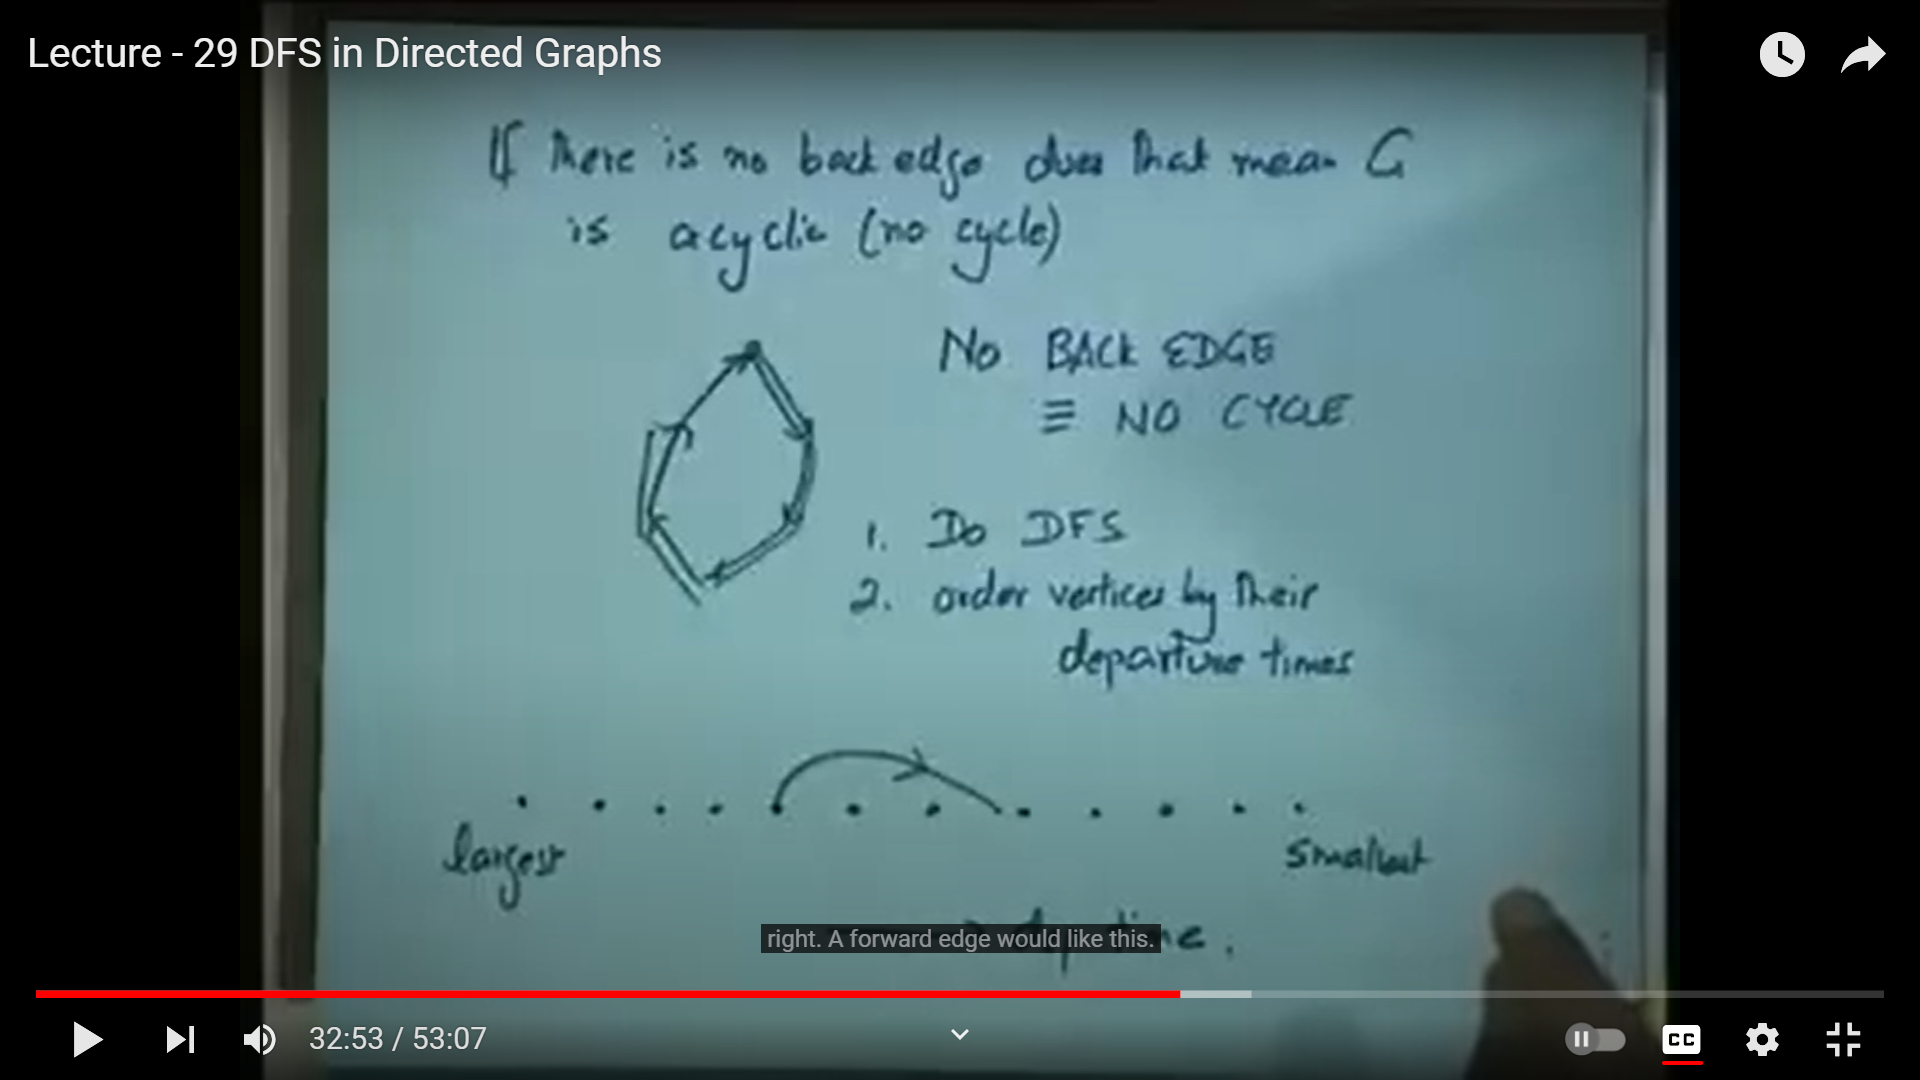 Lecture - 29 DFS in Directed Graphs
If there is no back edge does that mean G
is acyclic (no cycle)
No BACK EDGE
≡ NO CYCLE
1. Do DFS
2. order vertices by their
departure times
largest
smallest
right. A forward edge would like this.
32:53 / 53:07
CC